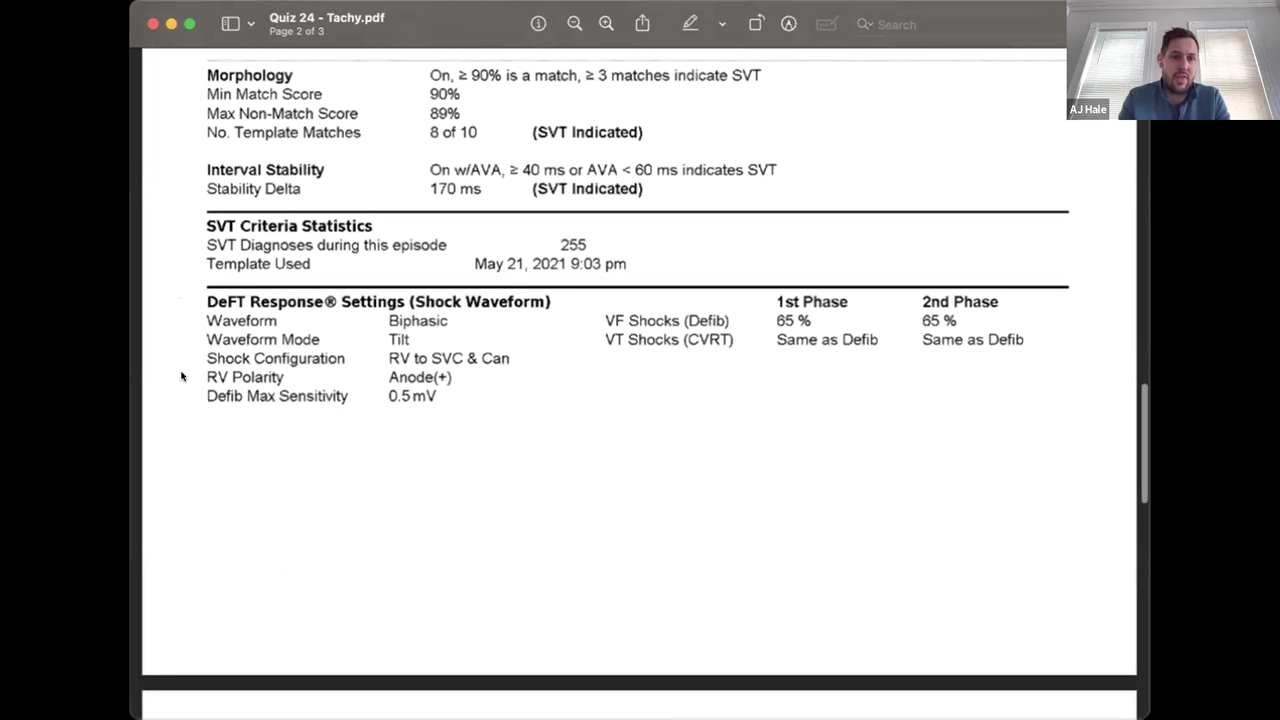 Quiz 24 - Tachy.pdf
Page 2 of 3
Search
AJ Hale
Morphology On, ≥ 90% is a match, ≥ 3 matches indicate SVT
Min Match Score 90%
Max Non-Match Score 89%
No. Template Matches 8 of 10 (SVT Indicated)
Interval Stability On w/AVA, ≥ 40 ms or AVA < 60 ms indicates SVT
Stability Delta 170 ms (SVT Indicated)
SVT Criteria Statistics
SVT Diagnoses during this episode 255
Template Used May 21, 2021 9:03 pm
DeFT Response® Settings (Shock Waveform) 1st Phase 2nd Phase
Waveform Biphasic VF Shocks (Defib) 65 % 65 %
Waveform Mode Tilt VT Shocks (CVRT) Same as Defib Same as Defib
Shock Configuration RV to SVC & Can
RV Polarity Anode(+)
Defib Max Sensitivity 0.5 mV